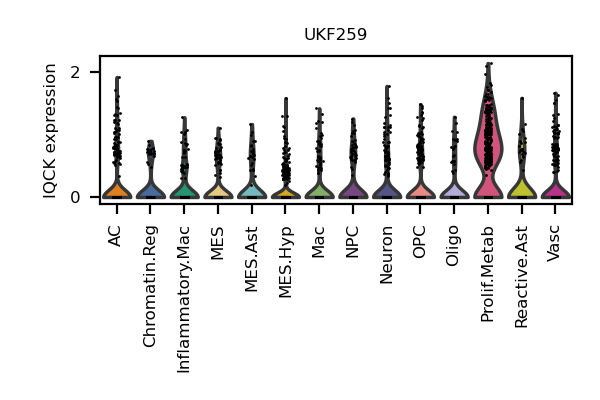 UKF259
IQCK expression
2
0
AC
Chromatin.Reg
Inflammatory.Mac
MES
MES.Ast
MES.Hyp
Mac
NPC
Neuron
OPC
Oligo
Prolif.Metab
Reactive.Ast
Vasc